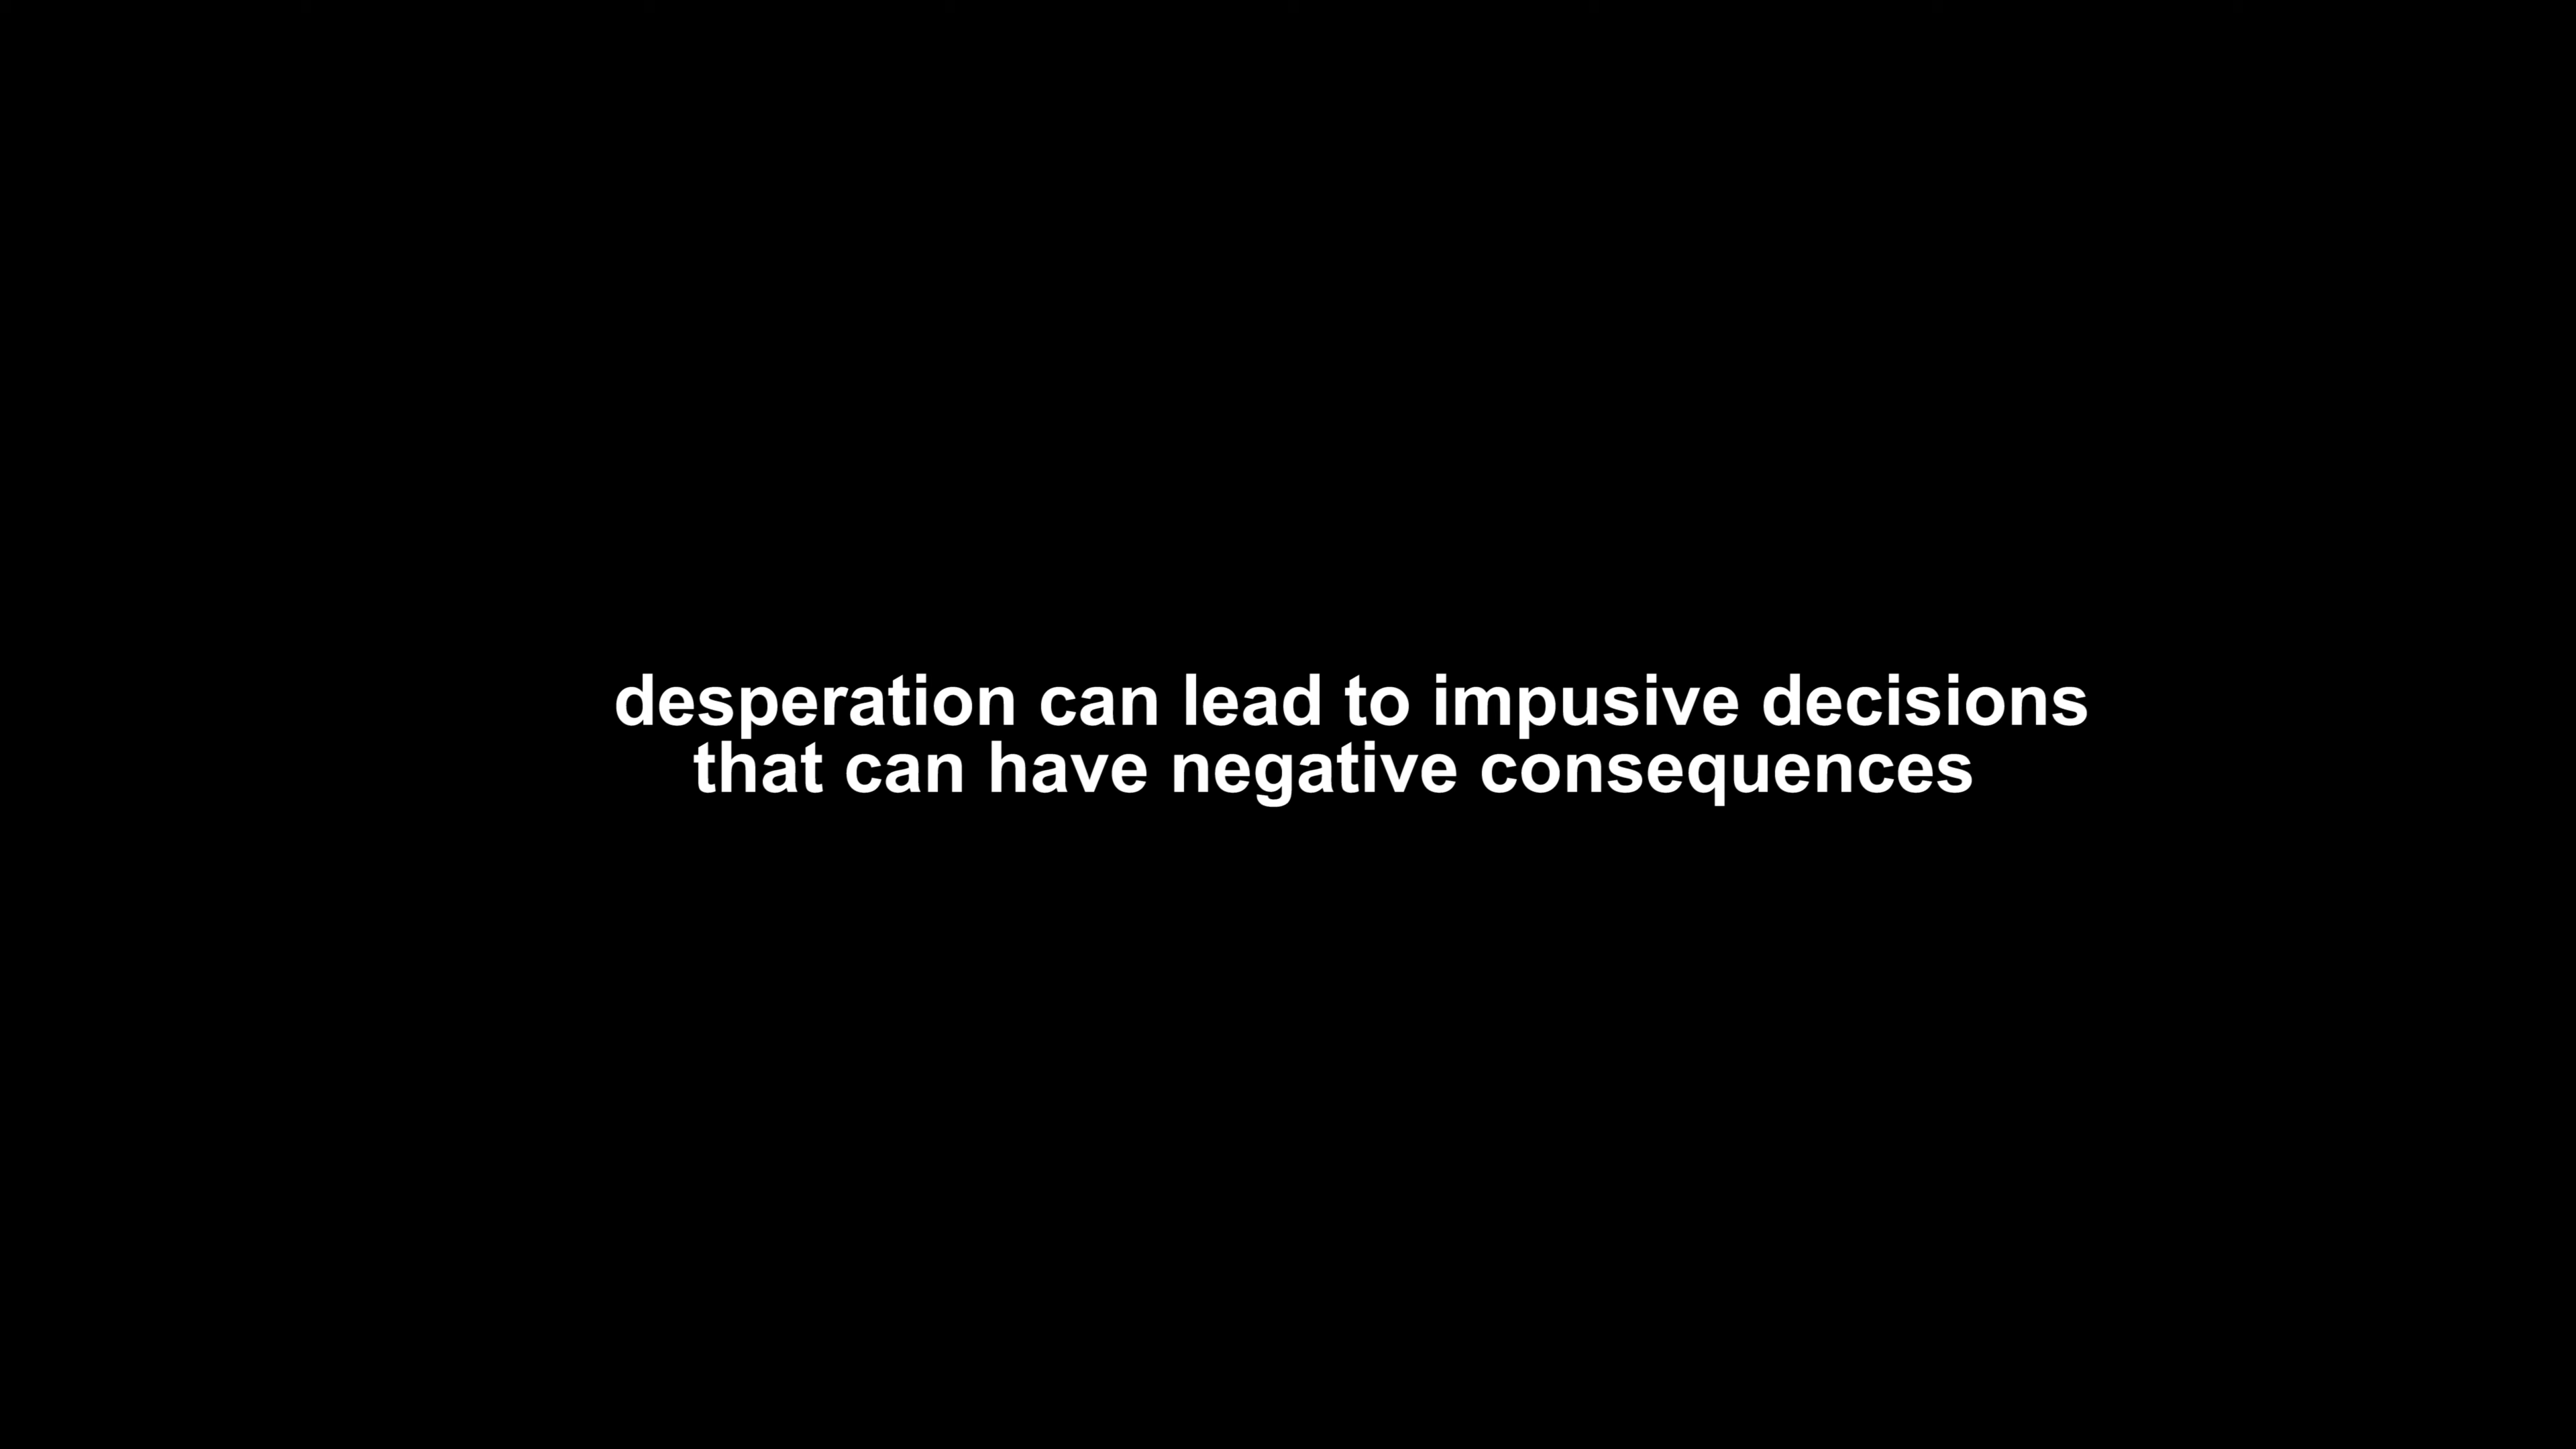 desperation can lead to impusive decisions
that can have negative consequences